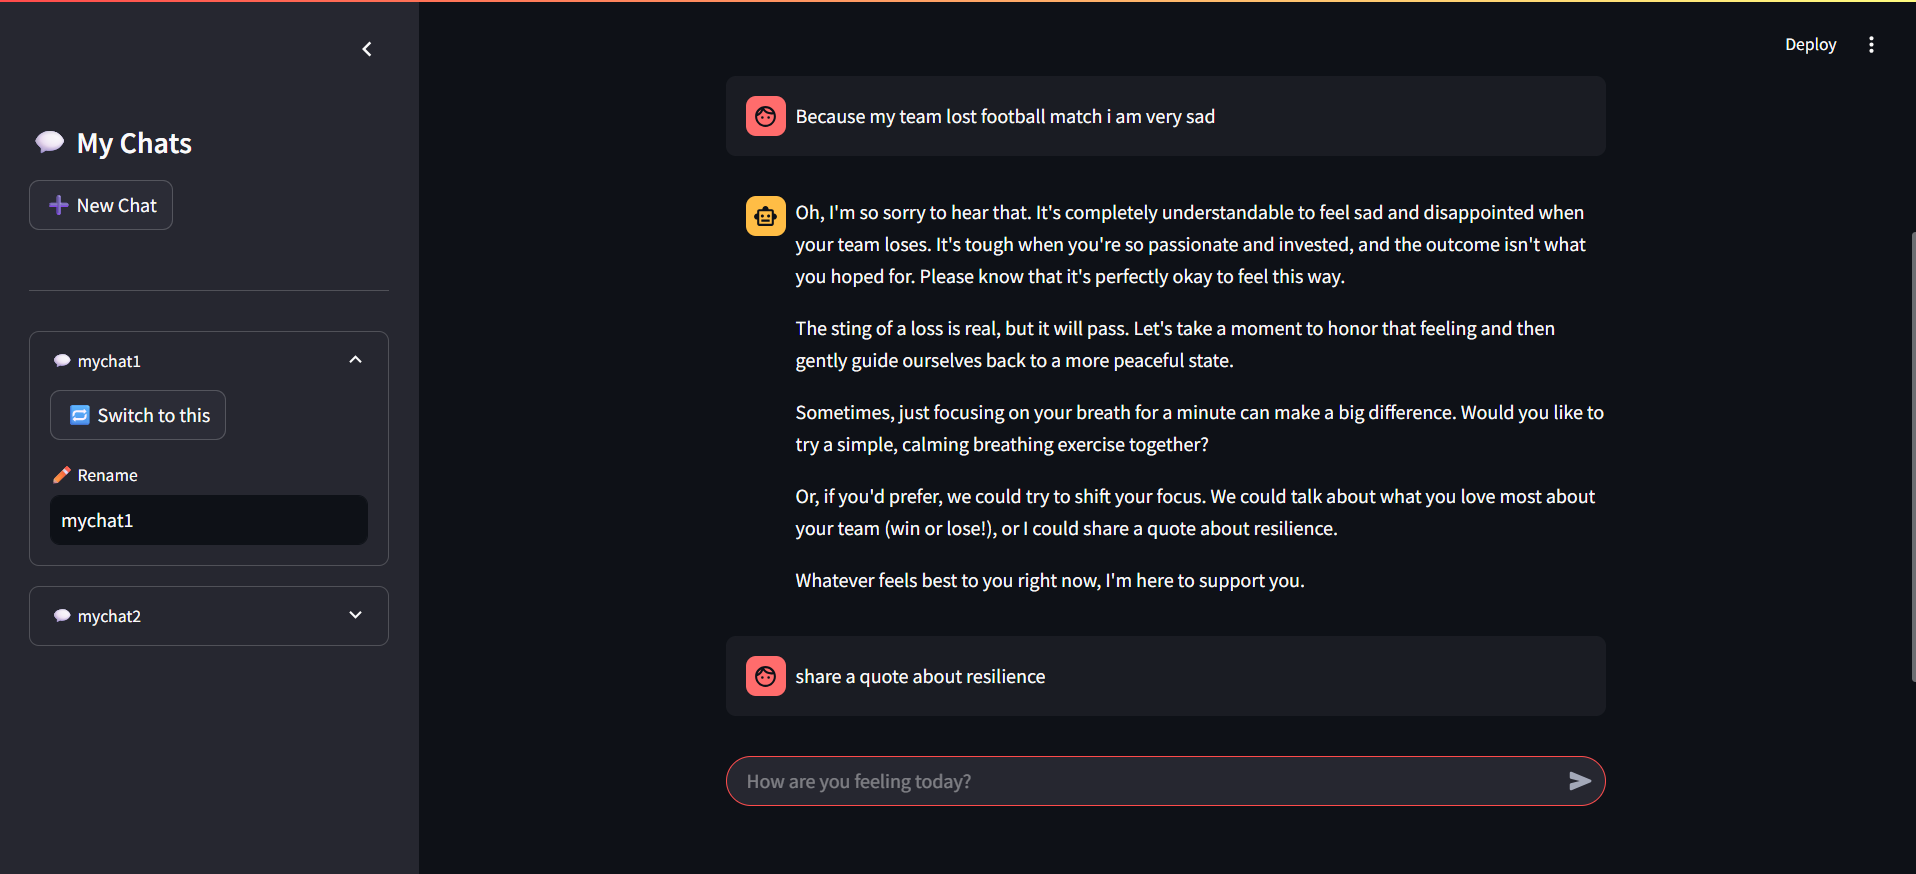 Deploy
My Chats
New Chat
mychat1
Switch to this
Rename
mychat1
mychat2
Because my team lost football match i am very sad
Oh, I'm so sorry to hear that. It's completely understandable to feel sad and disappointed when
your team loses. It's tough when you're so passionate and invested, and the outcome isn't what
you hoped for. Please know that it's perfectly okay to feel this way.
The sting of a loss is real, but it will pass. Let's take a moment to honor that feeling and then
gently guide ourselves back to a more peaceful state.
Sometimes, just focusing on your breath for a minute can make a big difference. Would you like to
try a simple, calming breathing exercise together?
Or, if you'd prefer, we could try to shift your focus. We could talk about what you love most about
your team (win or lose!), or I could share a quote about resilience.
Whatever feels best to you right now, I'm here to support you.
share a quote about resilience
How are you feeling today?